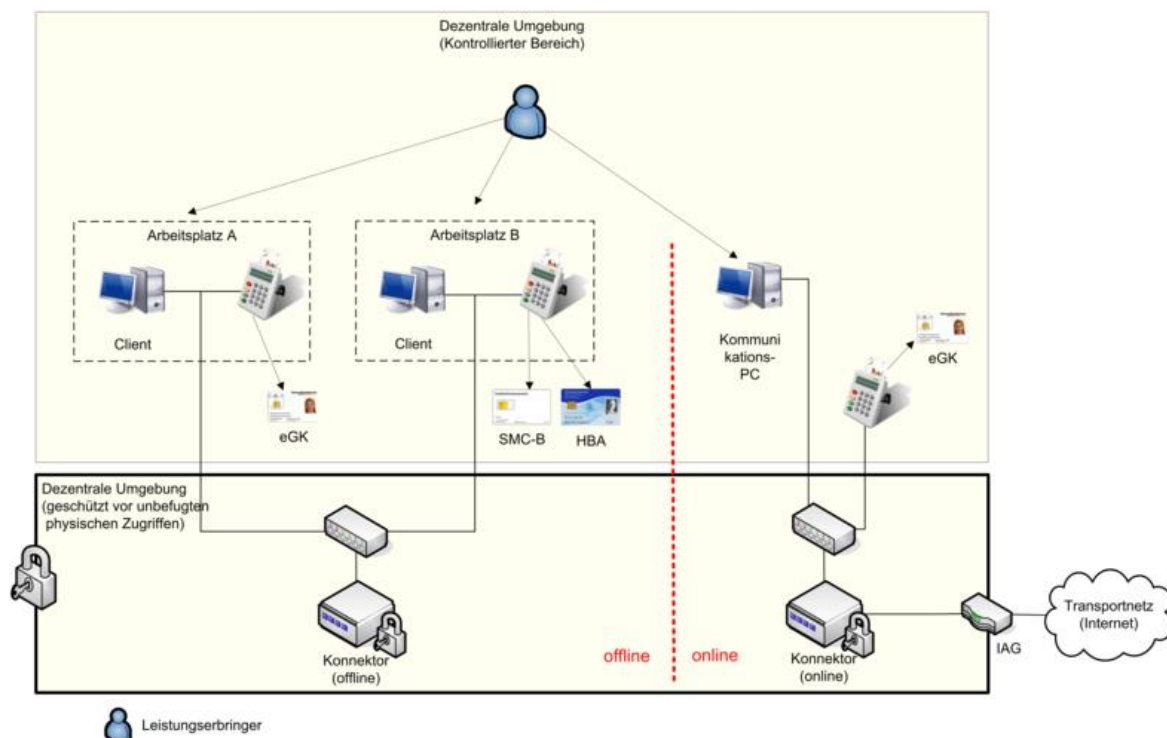 Dezentrale Umgebung
(Kontrollierter Bereich)
Arbeitsplatz A
Arbeitsplatz B
Client
Client
Kommuni
kations-
PC
eGK
eGK
SMC-B
HBA
Dezentrale Umgebung
(geschützt vor unbefugten
physischen Zugriffen)
Konnektor
(offline)
offline
online
Konnektor
(online)
IAG
Transportnetz
(Internet)
Leistungserbringer